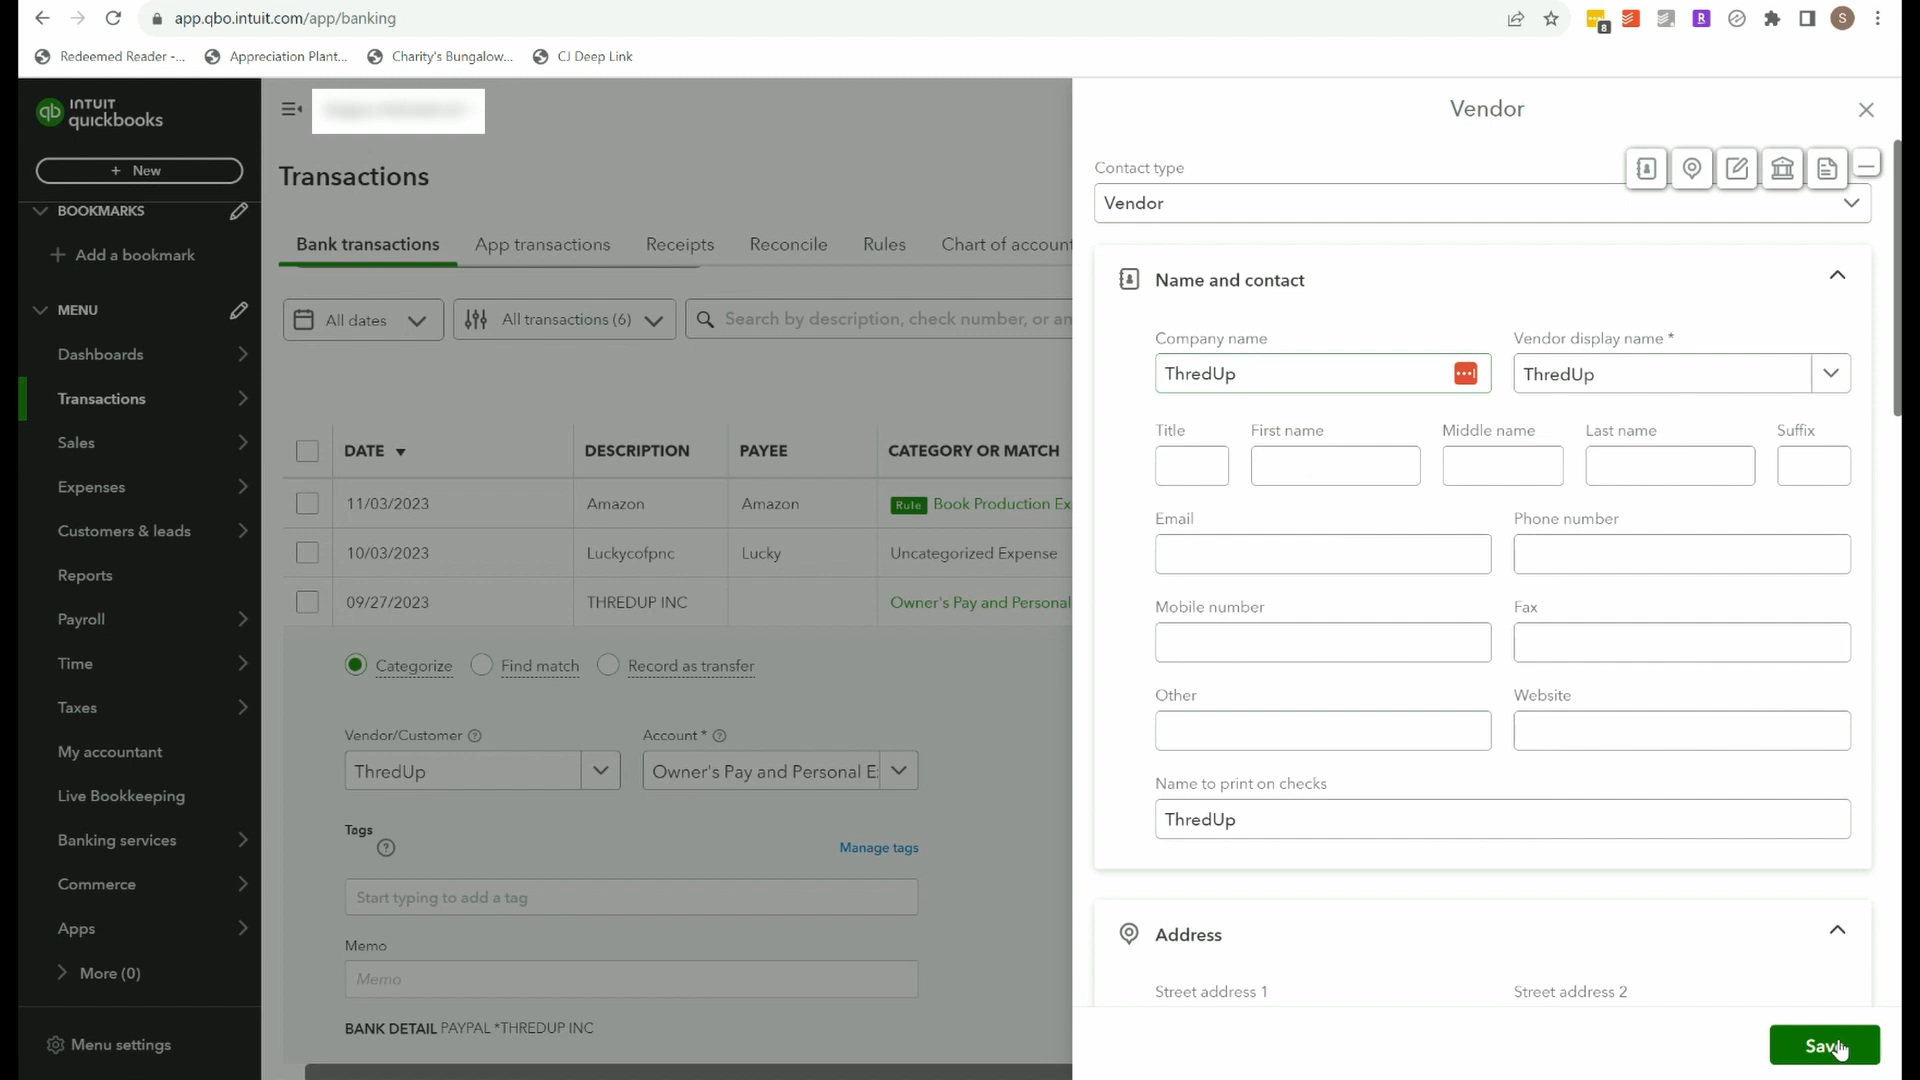 app.qbo.intuit.com/app/banking
8
R
S
Redeemed Reader -...
Appreciation Plant...
Charity's Bungalow...
CJ Deep Link
qb INTUIT
quickbooks
+ New
BOOKMARKS
+ Add a bookmark
MENU
Dashboards
Transactions
Sales
Expenses
Customers & leads
Reports
Payroll
Time
Taxes
My accountant
Live Bookkeeping
Banking services
Commerce
Apps
More (0)
Menu settings
Transactions
Bank transactions
App transactions
Receipts
Reconcile
Rules
Chart of account
All dates
All transactions (6)
Search by description, check number, or am
DATE
DESCRIPTION
PAYEE
CATEGORY OR MATCH
11/03/2023
Amazon
Amazon
Rule Book Production Ex
10/03/2023
Luckycofpnc
Lucky
Uncategorized Expense
09/27/2023
THREDUP INC
Owner's Pay and Personal
Categorize
Find match
Record as transfer
Vendor/Customer ?
Account * ?
ThredUp
Owner's Pay and Personal E
Tags
?
Manage tags
Start typing to add a tag
Memo
Memo
BANK DETAIL PAYPAL *THREDUP INC
Vendor
Contact type
Vendor
Name and contact
Company name
Vendor display name *
ThredUp
ThredUp
Title
First name
Middle name
Last name
Suffix
Email
Phone number
Mobile number
Fax
Other
Website
Name to print on checks
ThredUp
Address
Street address 1
Street address 2
Save